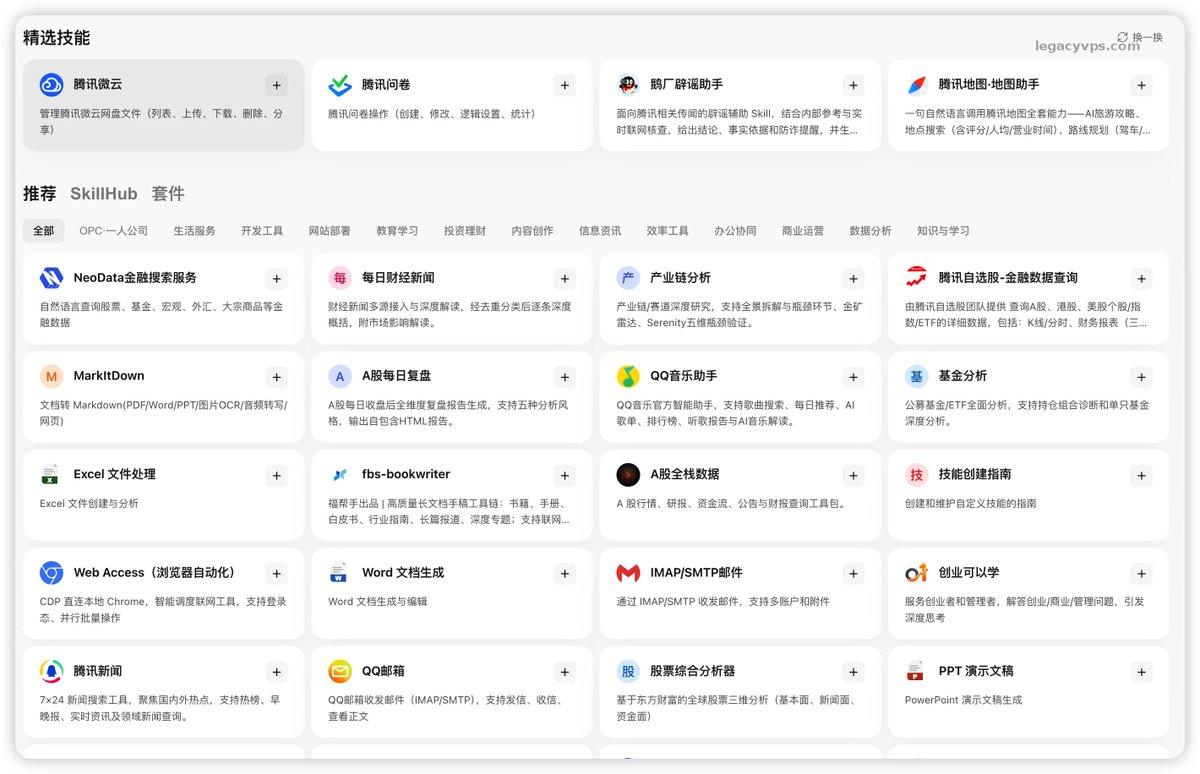 精选技能
换一换
legacyvps.com
腾讯微云
管理腾讯微云网盘文件（列表、上传、下载、删除、分
享）
腾讯问卷
腾讯问卷操作（创建、修改、逻辑设置、统计）
鹅厂辟谣助手
面向腾讯相关传闻的辟谣辅助 Skill，结合内部参考与实
时联网核查，给出结论、事实依据和防诈提醒，并生...
腾讯地图·地图助手
一句自然语言调用腾讯地图全套能力——AI旅游攻略、
地点搜索（含评分/人均/营业时间）、路线规划（驾车/...
推荐 SkillHub 套件
全部 OPC·一人公司 生活服务 开发工具 网站部署 教育学习 投资理财 内容创作 信息资讯 效率工具 办公协同 商业运营 数据分析 知识与学习
NeoData金融搜索服务
自然语言查询股票、基金、宏观、外汇、大宗商品等金
融数据
每 每日财经新闻
财经新闻多源接入与深度解读，经去重分类后逐条深度
概括，附市场影响解读。
产 产业链分析
产业链/赛道深度研究，支持全景拆解与瓶颈环节、金矿
雷达、Serenity五维瓶颈验证。
腾讯自选股-金融数据查询
由腾讯自选股团队提供 查询A股、港股、美股个股/指
数/ETF的详细数据，包括：K线/分时、财务报表（三...
M MarkItDown
文档转 Markdown(PDF/Word/PPT/图片OCR/音频转写/
网页)
A A股每日复盘
A股每日收盘后全维度复盘报告生成，支持五种分析风
格，输出自包含HTML报告。
QQ音乐助手
QQ音乐官方智能助手，支持歌曲搜索、每日推荐、AI
歌单、排行榜、听歌报告与AI音乐解读。
基 基金分析
公募基金/ETF全面分析，支持持仓组合诊断和单只基金
深度分析。
X Excel 文件处理
Excel 文件创建与分析
fbs-bookwriter
福帮手出品 | 高质量长文档手稿工具链：书籍、手册、
白皮书、行业指南、长篇报道、深度专题；支持联网...
A股全栈数据
A 股行情、研报、资金流、公告与财报查询工具包。
技 技能创建指南
创建和维护自定义技能的指南
Web Access（浏览器自动化）
CDP 直连本地 Chrome，智能调度联网工具，支持登录
态、并行批量操作
W Word 文档生成
Word 文档生成与编辑
IMAP/SMTP邮件
通过 IMAP/SMTP 收发邮件，支持多账户和附件
创业可以学
服务创业者和管理者，解答创业/商业/管理问题，引发
深度思考
腾讯新闻
7×24 新闻搜索工具，聚焦国内外热点，支持热榜、早
晚报、实时资讯及领域新闻查询。
QQ邮箱
QQ邮箱收发邮件（IMAP/SMTP），支持发信、收信、
查看正文
股 股票综合分析器
基于东方财富的全球股票三维分析（基本面、新闻面、
资金面）
P PPT 演示文稿
PowerPoint 演示文稿生成